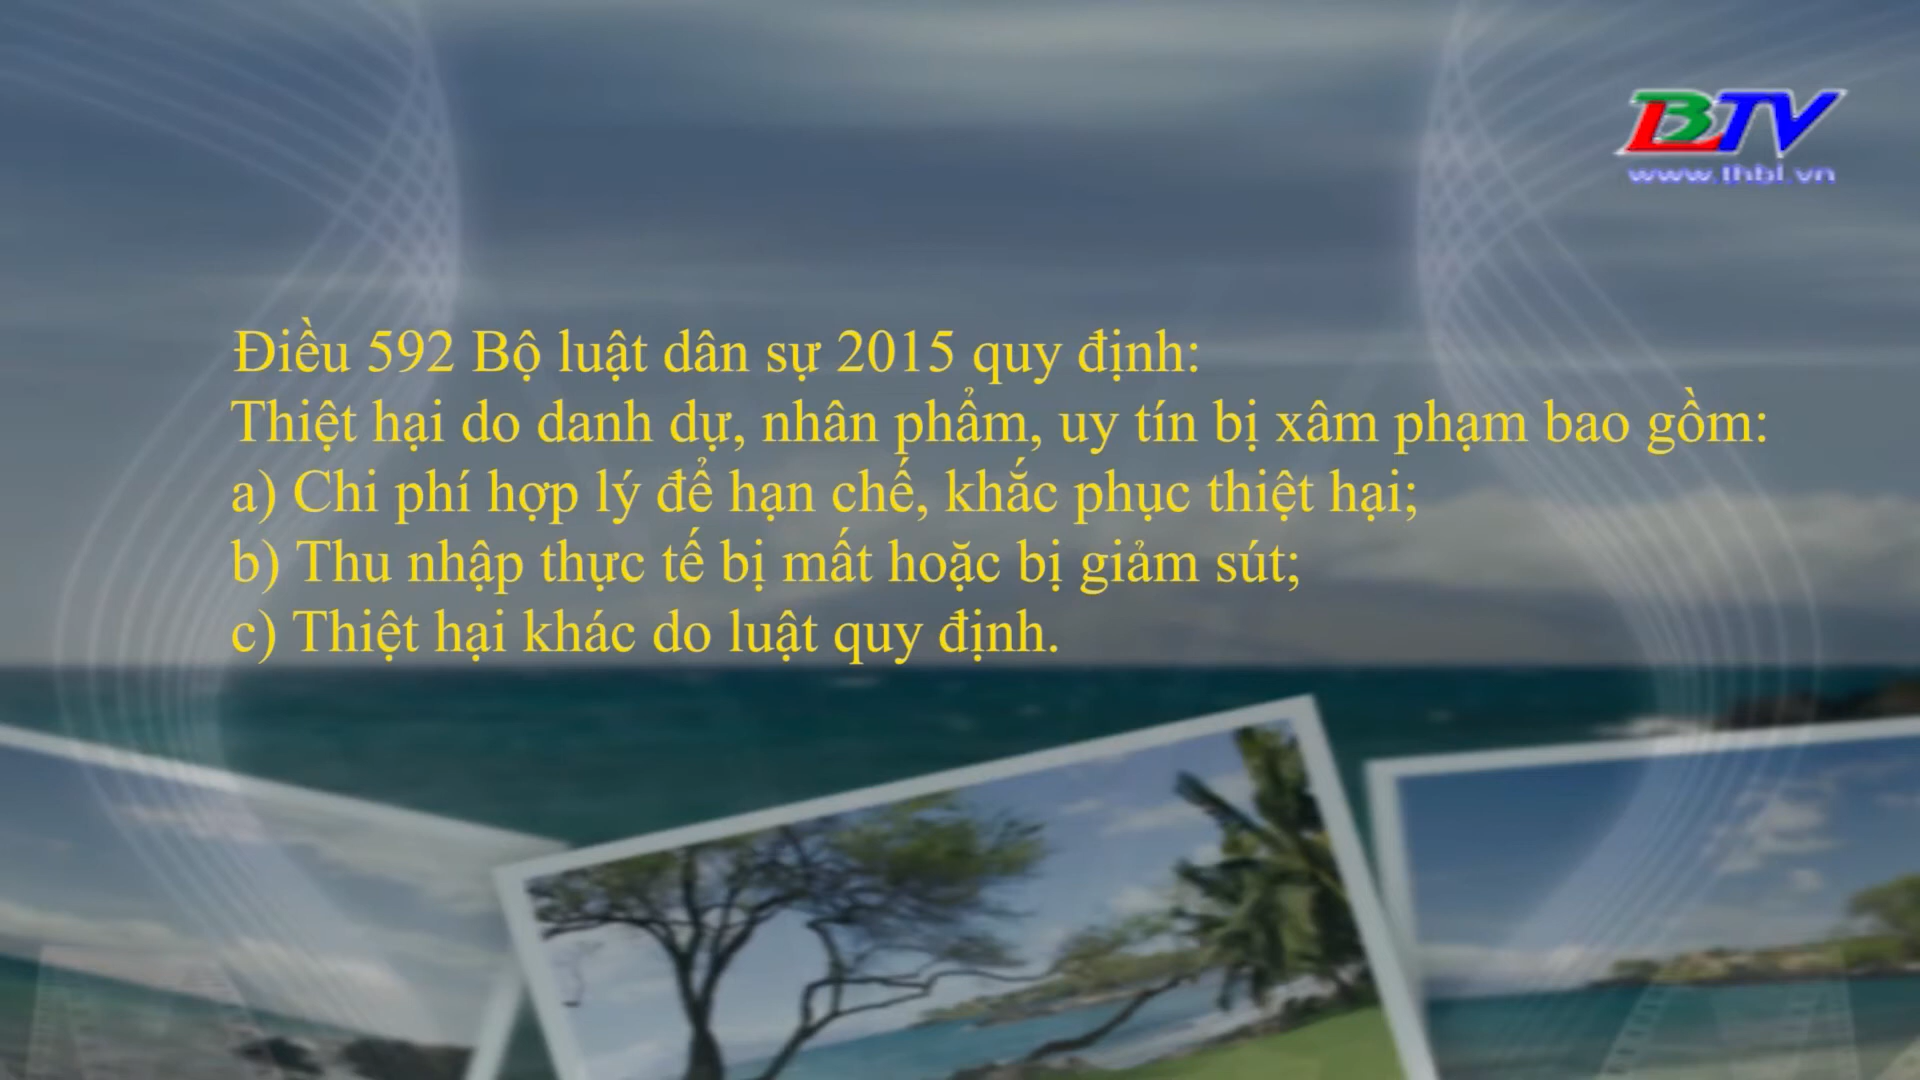 BTV
www.thbl.vn
Điều 592 Bộ luật dân sự 2015 quy định:
Thiệt hại do danh dự, nhân phẩm, uy tín bị xâm phạm bao gồm:
a) Chi phí hợp lý để hạn chế, khắc phục thiệt hại;
b) Thu nhập thực tế bị mất hoặc bị giảm sút;
c) Thiệt hại khác do luật quy định.